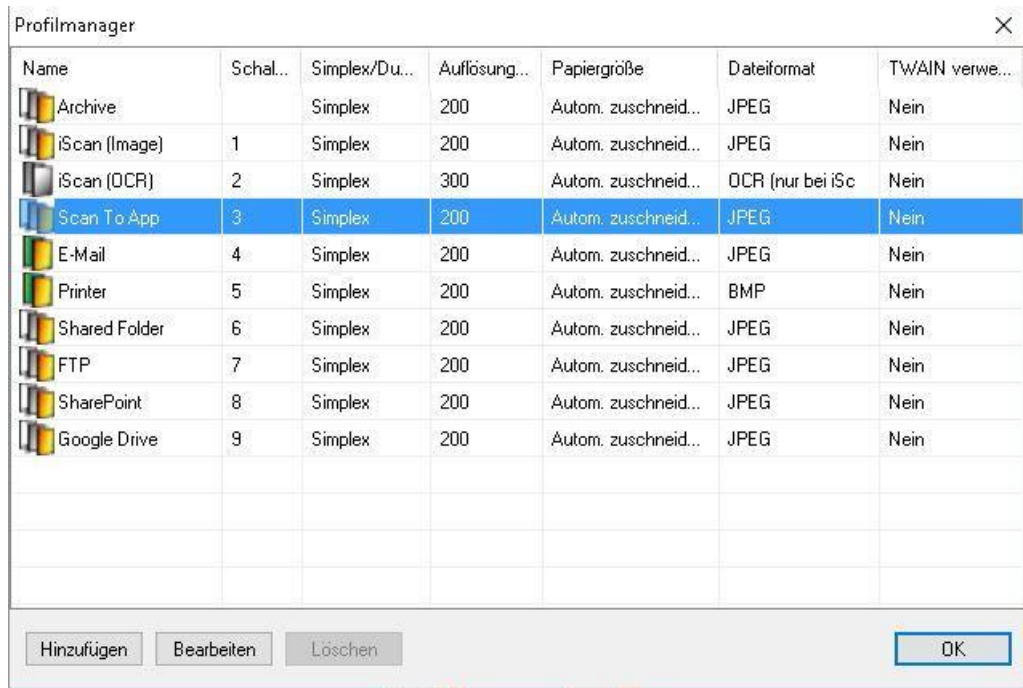 Profilmanager
Name Schal... Simplex/Du... Auflösung... Papiergröße Dateiformat TWAIN verwe...
Archive Simplex 200 Autom. zuschneid... JPEG Nein
iScan (Image) 1 Simplex 200 Autom. zuschneid... JPEG Nein
iScan (OCR) 2 Simplex 300 Autom. zuschneid... OCR (nur bei iSc Nein
Scan To App 3 Simplex 200 Autom. zuschneid... JPEG Nein
E-Mail 4 Simplex 200 Autom. zuschneid... JPEG Nein
Printer 5 Simplex 200 Autom. zuschneid... BMP Nein
Shared Folder 6 Simplex 200 Autom. zuschneid... JPEG Nein
FTP 7 Simplex 200 Autom. zuschneid... JPEG Nein
SharePoint 8 Simplex 200 Autom. zuschneid... JPEG Nein
Google Drive 9 Simplex 200 Autom. zuschneid... JPEG Nein
Hinzufügen Bearbeiten Löschen OK